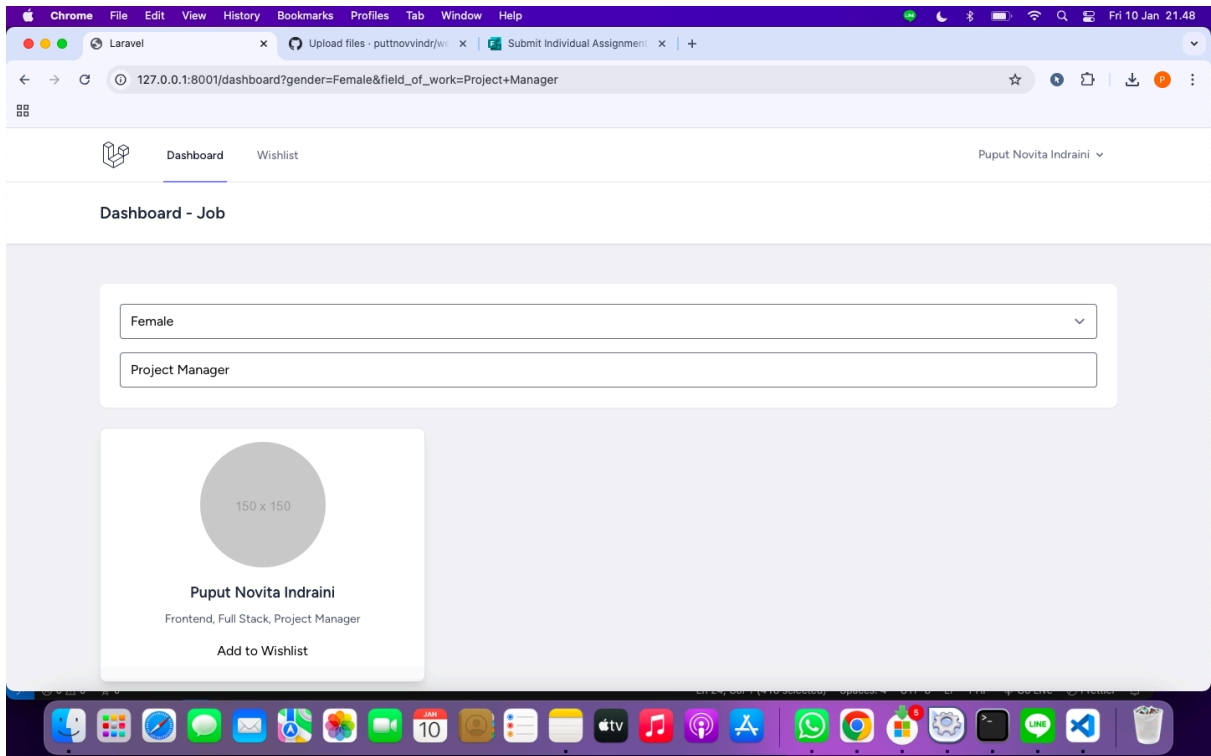 Chrome File Edit View History Bookmarks Profiles Tab Window Help Fri 10 Jan 21.48
Laravel Upload files · puttnovvindr/we Submit Individual Assignment
127.0.0.1:8001/dashboard?gender=Female&field_of_work=Project+Manager P
Dashboard Wishlist Puput Novita Indraini
Dashboard - Job
Female
Project Manager
150 x 150
Puput Novita Indraini
Frontend, Full Stack, Project Manager
Add to Wishlist
JAN
10
tv
5
LINE